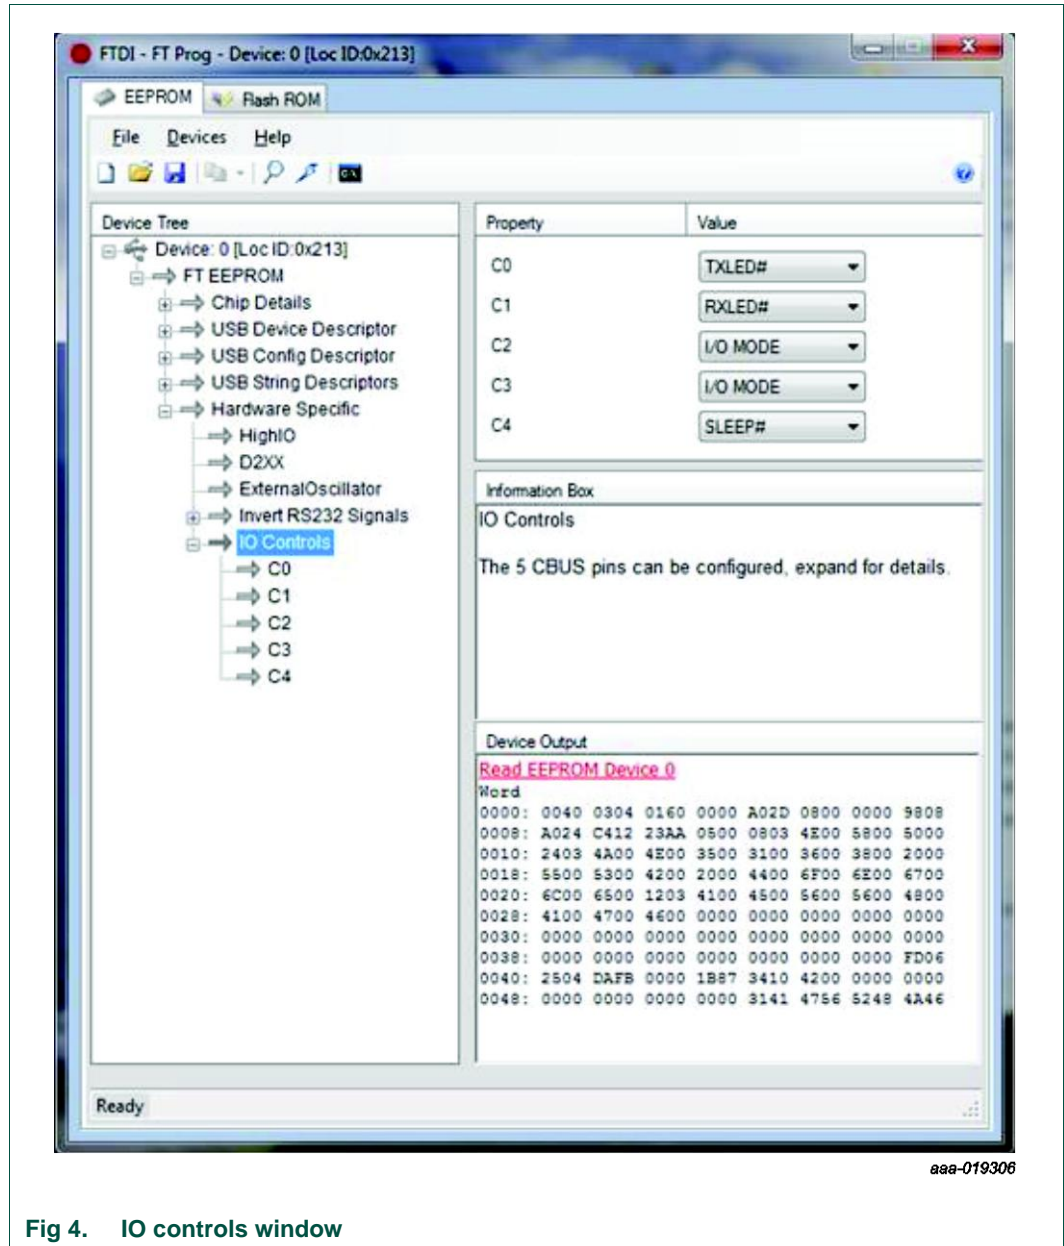 FTDI - FT Prog - Device: 0 [Loc ID:0x213]
EEPROM Flash ROM
File Devices Help
Device Tree
Device: 0 [Loc ID:0x213]
FT EEPROM
Chip Details
USB Device Descriptor
USB Config Descriptor
USB String Descriptors
Hardware Specific
HighIO
D2XX
ExternalOscillator
Invert RS232 Signals
IO Controls
C0
C1
C2
C3
C4
Property Value
C0 TXLED#
C1 RXLED#
C2 I/O MODE
C3 I/O MODE
C4 SLEEP#
Information Box
IO Controls
The 5 CBUS pins can be configured, expand for details.
Device Output
Read EEPROM Device 0
Word
0000: 0040 0304 0160 0000 A02D 0800 0000 9808
0008: A024 C412 23AA 0500 0803 4E00 5800 5000
0010: 2403 4A00 4E00 3500 3100 3600 3800 2000
0018: 5500 5300 4200 2000 4400 6F00 6E00 6700
0020: 6C00 6500 1203 4100 4500 5600 5600 4800
0028: 4100 4700 4600 0000 0000 0000 0000 0000
0030: 0000 0000 0000 0000 0000 0000 0000 0000
0038: 0000 0000 0000 0000 0000 0000 0000 FD06
0040: 2504 DAFB 0000 1B87 3410 4200 0000 0000
0048: 0000 0000 0000 0000 3141 4756 5248 4A46
Ready
aaa-019306
Fig 4. IO controls window